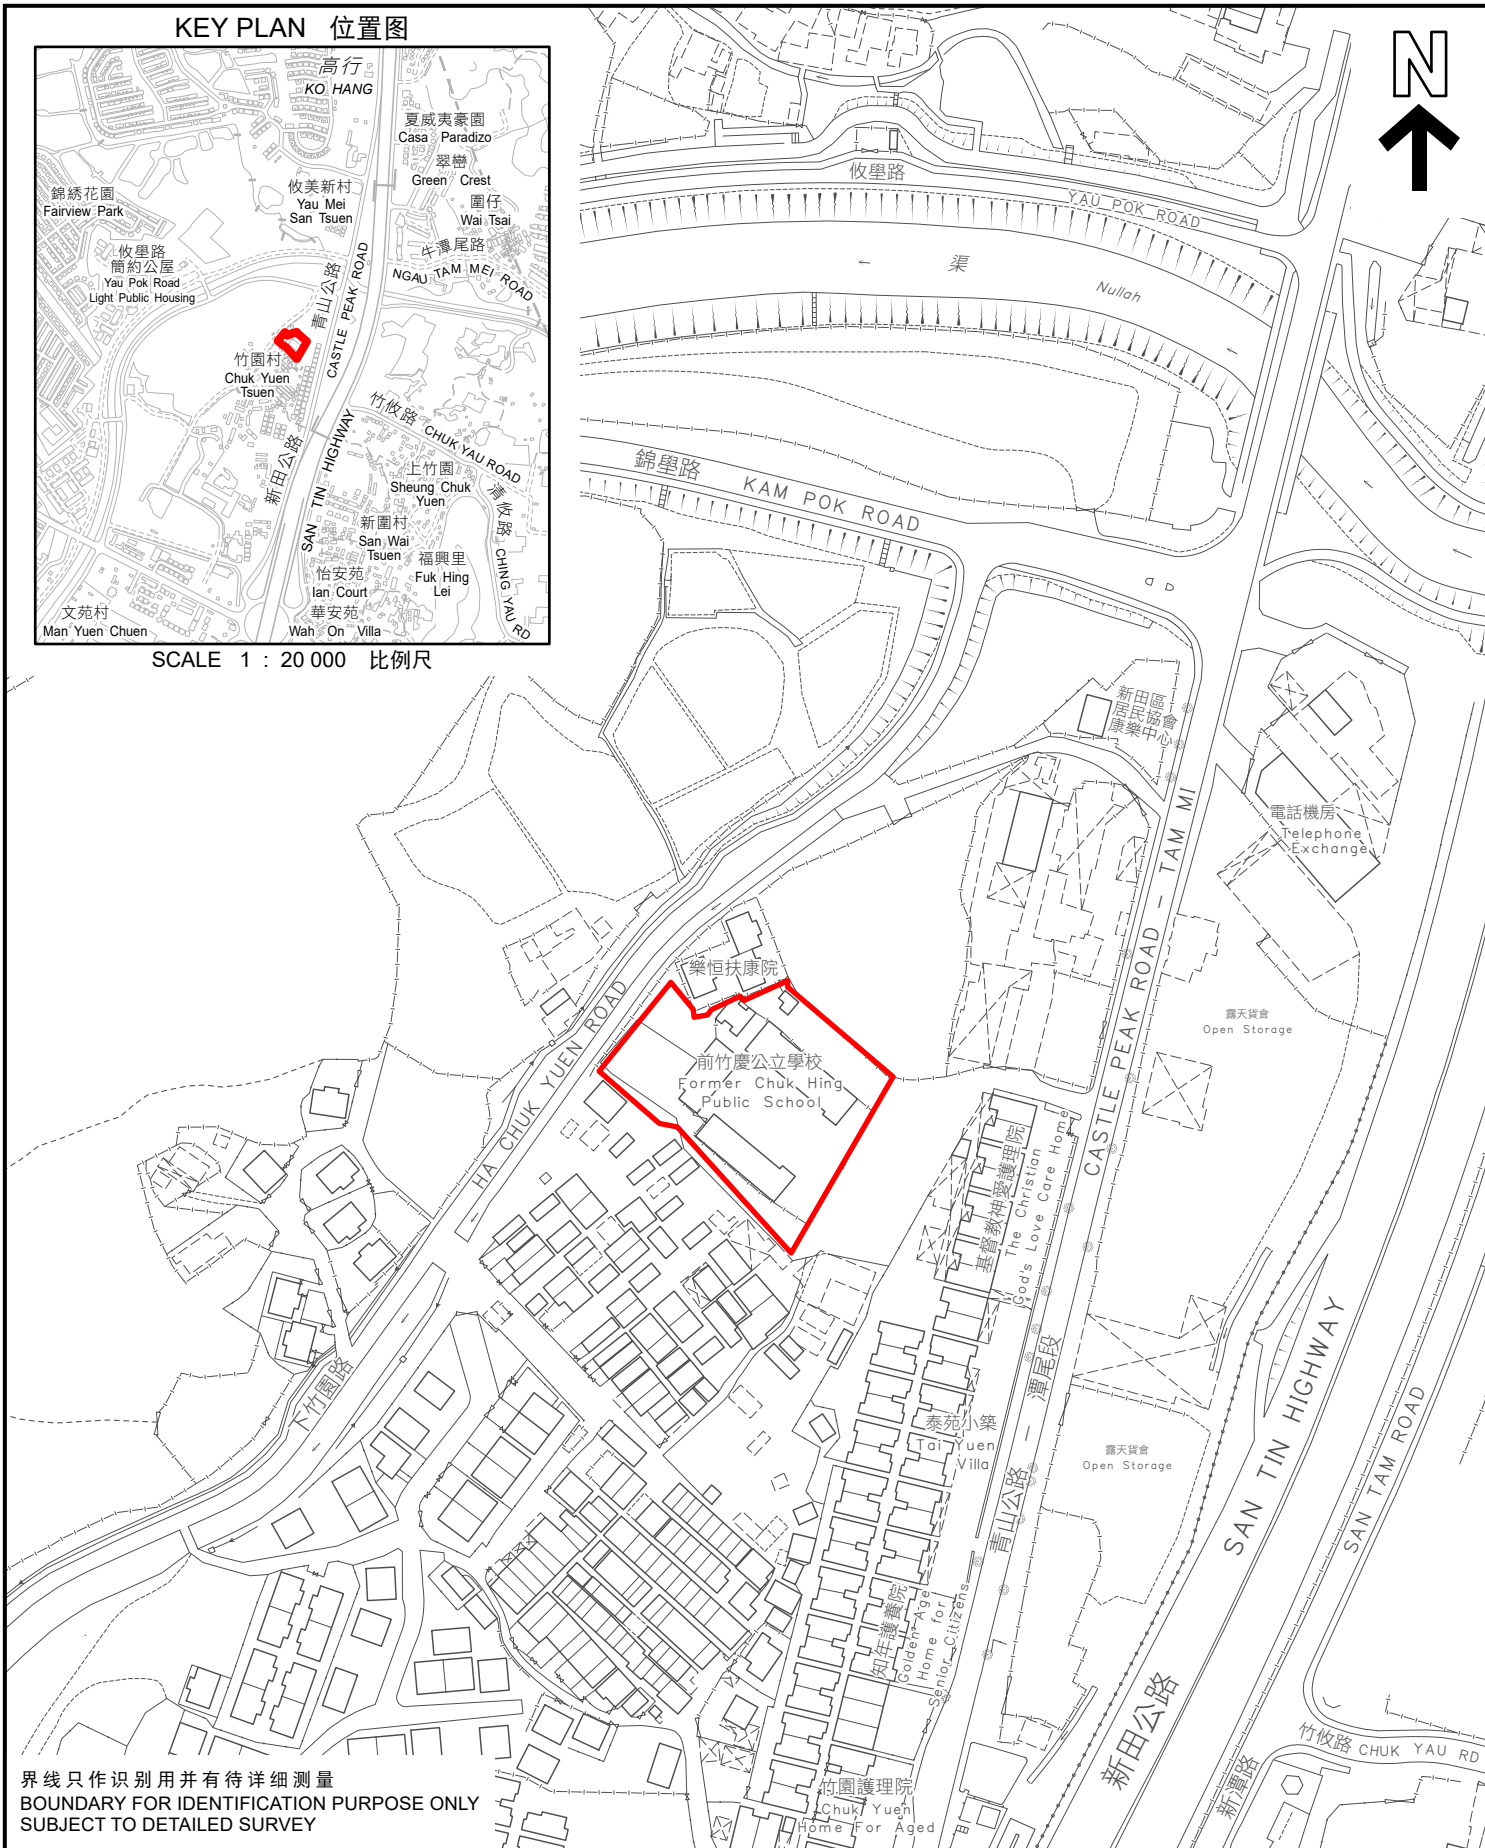 KEY PLAN 位置图
高行
KO HANG
夏威夷豪園
Casa Paradizo
翠巒
Green Crest
圍仔
Wai Tsai
錦綉花園
Fairview Park
攸美新村
Yau Mei
San Tsuen
牛潭尾路
NGAU TAM MEI ROAD
攸壆路
簡約公屋
Yau Pok Road
Light Public Housing
青山公路
CASTLE PEAK ROAD
竹園村
Chuk Yuen
Tsuen
竹攸路 CHUK YAU ROAD
新田公路
SAN TIN HIGHWAY
上竹園
Sheung Chuk
Yuen
新圍村
San Wai
Tsuen
清攸路 CHING YAU RD
福興里
Fuk Hing
Lei
怡安苑
Ian Court
文苑村
Man Yuen Chuen
華安苑
Wah On Villa
SCALE 1 : 20 000 比例尺
N
攸壆路
YAU POK ROAD
渠
Nullah
錦壆路
KAM POK ROAD
新田區
居民協會
康樂中心
電話機房
Telephone
Exchange
CASTLE PEAK ROAD - TAM MI
樂恒扶康院
HA CHUK YUEN ROAD
前竹慶公立學校
Former Chuk Hing
Public School
露天貨倉
Open Storage
基督教神愛護理院
God's Love Care Home
The Christian
下竹園路
SAN TIN HIGHWAY
SAN TAM ROAD
青山公路 - 潭尾段
泰苑小築
Tai Yuen
Villa
露天貨倉
Open Storage
知年護養院
Golden Age
Home for
Senior Citizens
新田公路
竹攸路 CHUK YAU RD
新潭路
竹園護理院
Chuk Yuen
Home For Aged
界线只作识别用并有待详细测量
BOUNDARY FOR IDENTIFICATION PURPOSE ONLY
SUBJECT TO DETAILED SURVEY